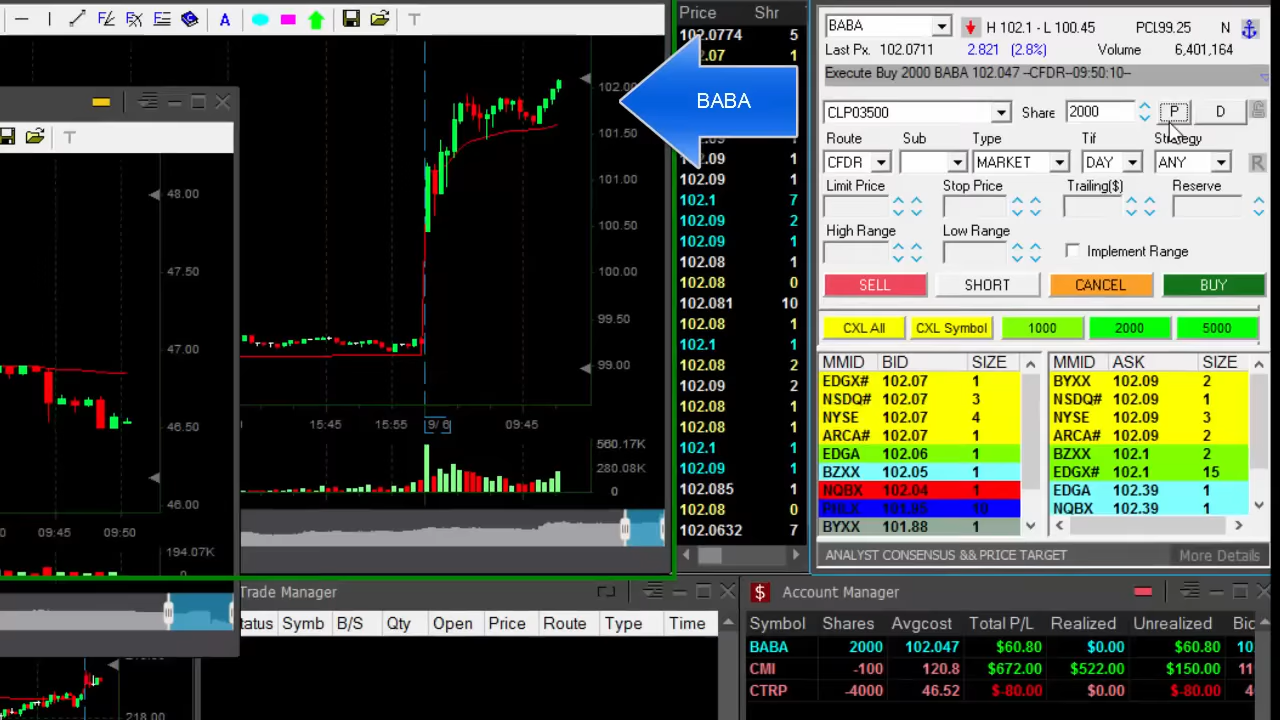 A
T
T
48.00
47.50
47.00
46.50
46.00
09:45
09:50
194.07K
0
218.00
102.00
101.50
101.00
100.50
100.00
99.50
99.00
15:45
15:55
9/ 6
09:45
560.17K
280.08K
0
BABA
Price Shr
102.0774 5
102.07 1
102.09 1
102.09 1
102.1 7
102.09 2
102.09 1
102.08 1
102.08 0
102.081 10
102.08 1
102.1 1
102.08 2
102.09 2
102.08 1
102.08 1
102.1 1
102.09 1
102.085 1
102.08 0
102.0632 7
BABA H 102.1 - L 100.45 PCL99.25 N
Last Px. 102.0711 2.821 (2.8%) Volume 6,401,164
Execute Buy 2000 BABA 102.047 --CFDR--09:50:10--
CLP03500 Share 2000 P D
Route Sub Type Tif Strategy
CFDR MARKET DAY ANY R
Limit Price Stop Price Trailing($) Reserve
High Range Low Range
Implement Range
SELL SHORT CANCEL BUY
CXL All CXL Symbol 1000 2000 5000
MMID BID SIZE
EDGX# 102.07 1
NSDQ# 102.07 3
NYSE 102.07 4
ARCA# 102.07 1
EDGA 102.06 1
BZXX 102.05 1
NQBX 102.04 1
PHLX 101.95 10
BYXX 101.88 1
MMID ASK SIZE
BYXX 102.09 2
NSDQ# 102.09 1
NYSE 102.09 3
ARCA# 102.09 2
BZXX 102.1 2
EDGX# 102.1 15
EDGA 102.39 1
NQBX 102.39 1
ANALYST CONSENSUS && PRICE TARGET More Details
Trade Manager
Symb B/S Qty Open Price Route Type Time
$ Account Manager
Symbol Shares Avgcost Total P/L Realized Unrealized
BABA 2000 102.047 $60.80 $0.00 $60.80
CMI -100 120.8 $672.00 $522.00 $150.00
CTRP -4000 46.52 $-80.00 $0.00 $-80.00